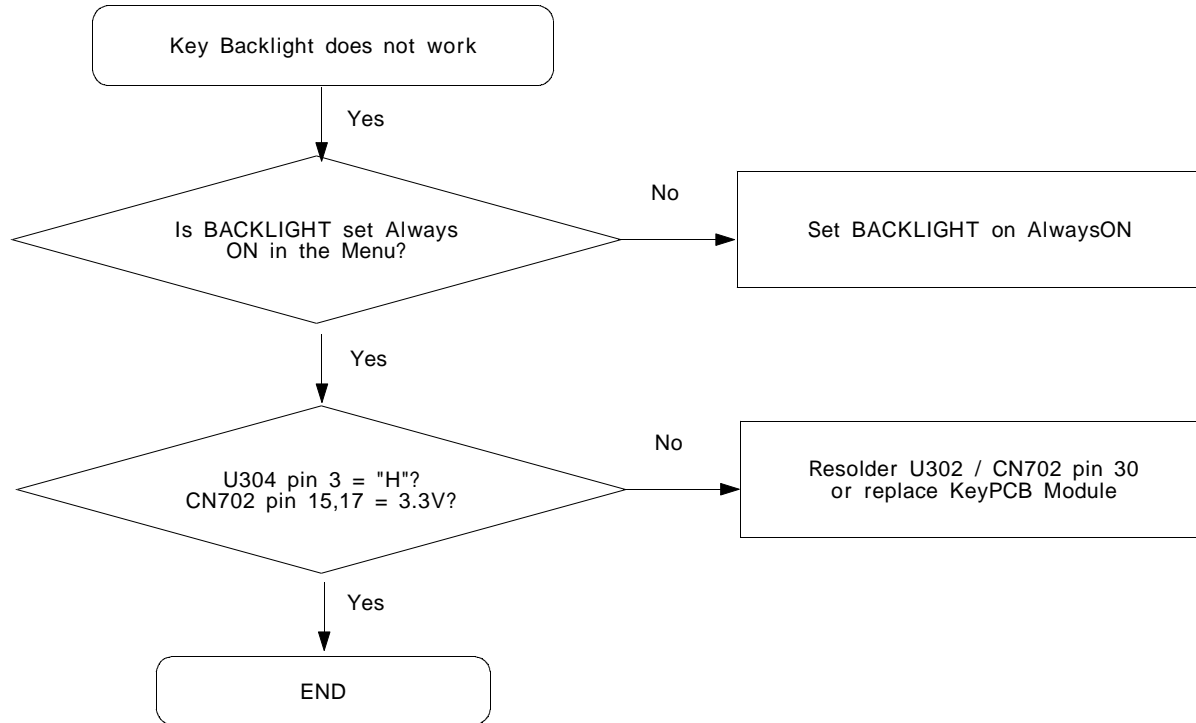 Key Backlight does not work
Yes
Is BACKLIGHT set Always
ON in the Menu?
No
Set BACKLIGHT on AlwaysON
Yes
U304 pin 3 = "H"?
CN702 pin 15,17 = 3.3V?
No
Resolder U302 / CN702 pin 30
or replace KeyPCB Module
Yes
END